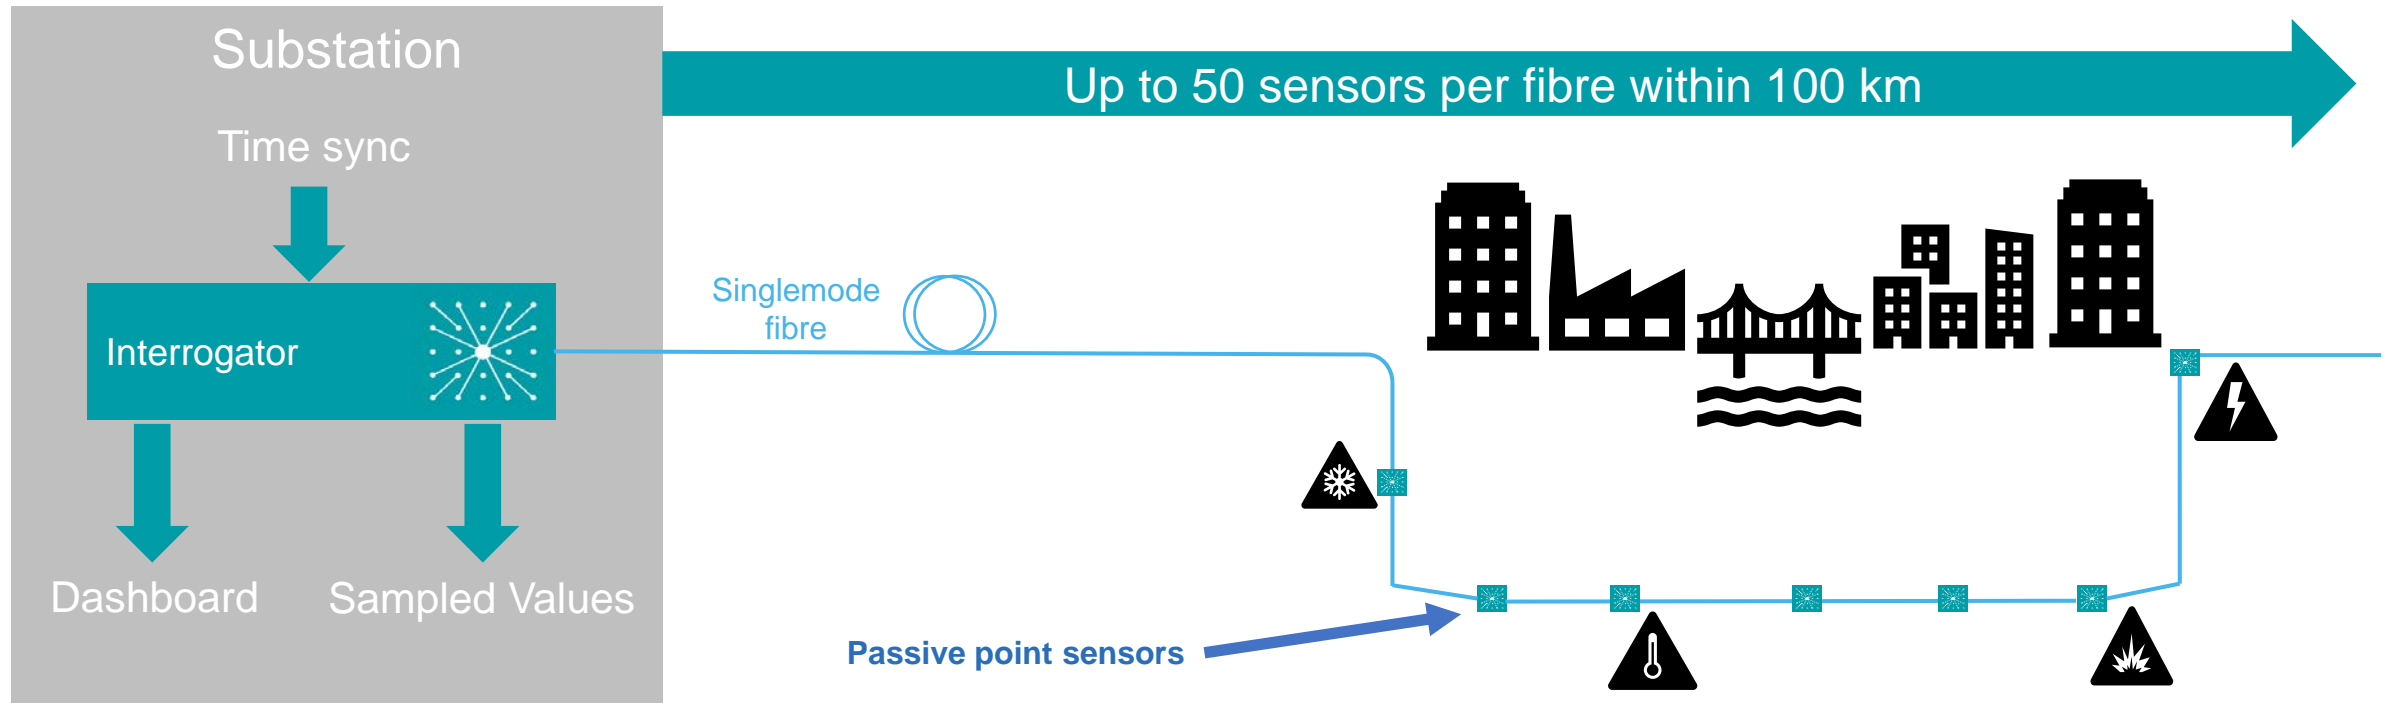 Substation
Up to 50 sensors per fibre within 100 km
Time sync
Singlemode
fibre
Interrogator
Dashboard
Sampled Values
Passive point sensors